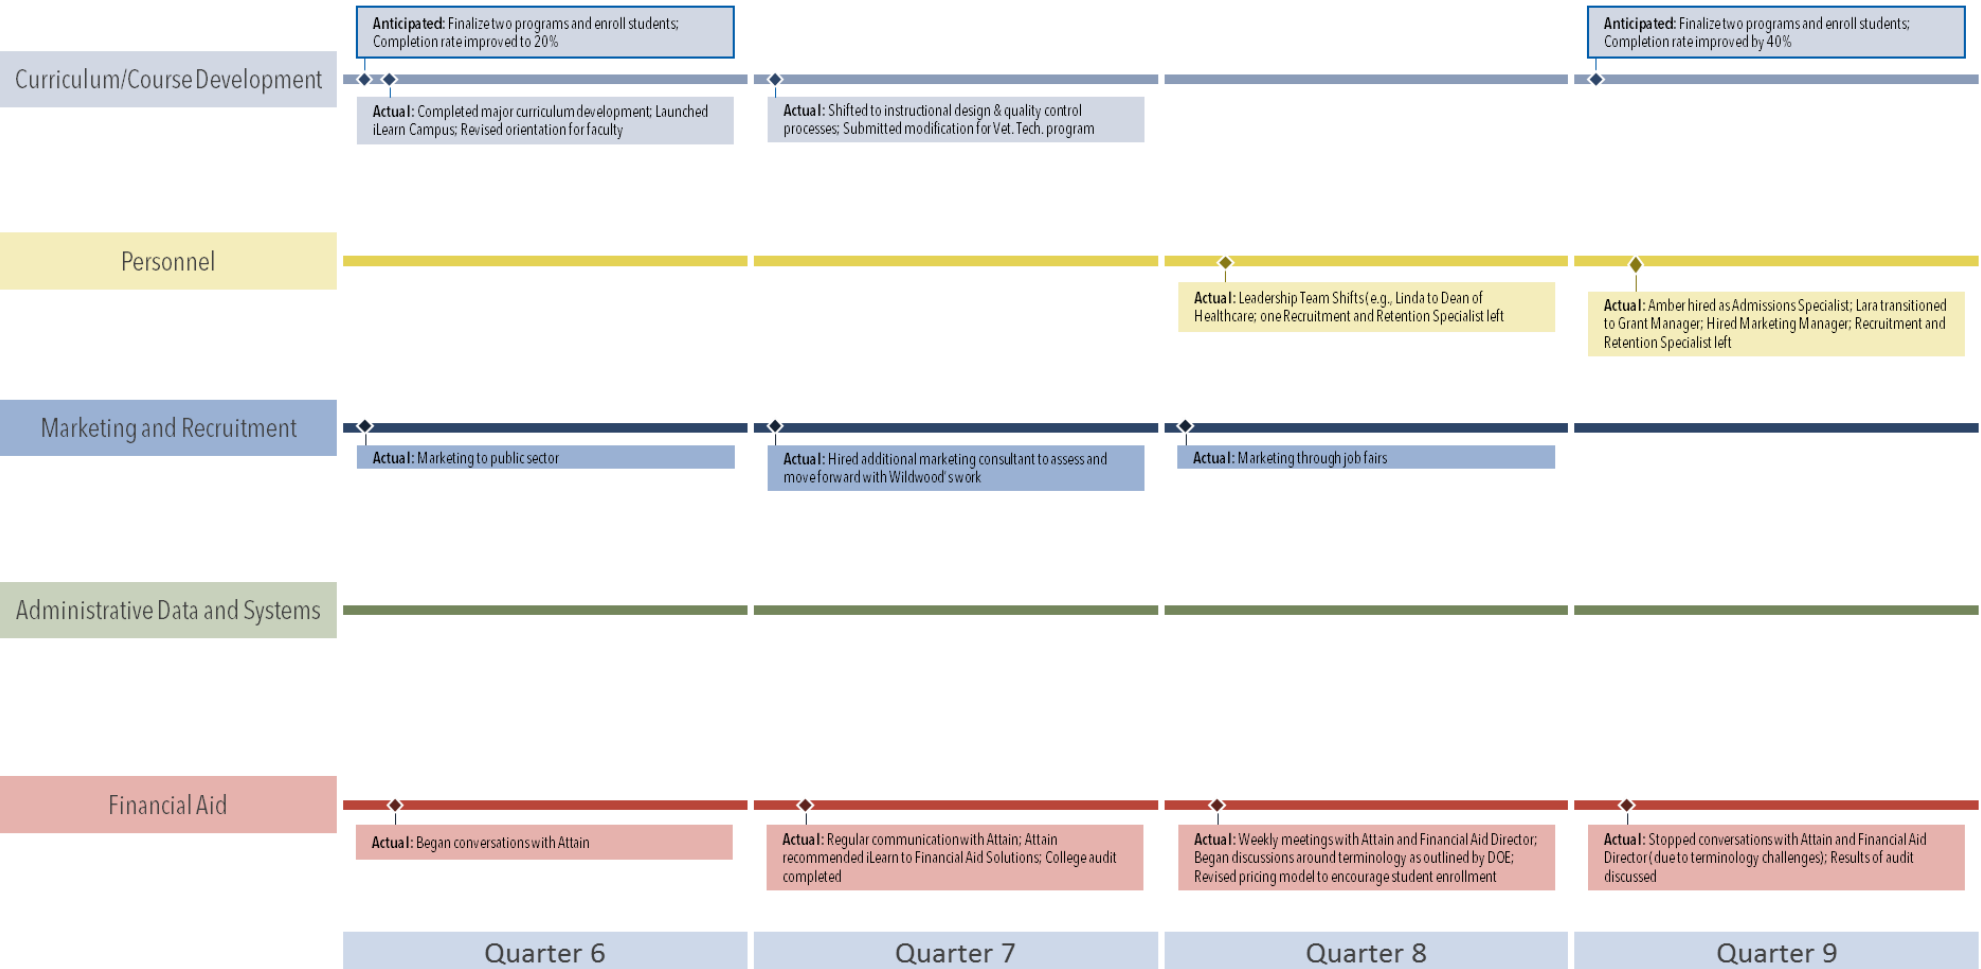 Anticipated: Finalize two programs and enroll students;
Completion rate improved to 20%
Anticipated: Finalize two programs and enroll students;
Completion rate improved by 40%
Curriculum/Course Development
Actual: Completed major curriculum development; Launched
iLearn Campus; Revised orientation for faculty
Actual: Shifted to instructional design & quality control
processes; Submitted modification for Vet. Tech. program
Personnel
Actual: Leadership Team Shifts (e.g., Linda to Dean of
Healthcare; one Recruitment and Retention Specialist left
Actual: Amber hired as Admissions Specialist; Lara transitioned
to Grant Manager; Hired Marketing Manager; Recruitment and
Retention Specialist left
Marketing and Recruitment
Actual: Marketing to public sector
Actual: Hired additional marketing consultant to assess and
move forward with Wildwood's work
Actual: Marketing through job fairs
Administrative Data and Systems
Financial Aid
Actual: Began conversations with Attain
Actual: Regular communication with Attain; Attain
recommended iLearn to Financial Aid Solutions; College audit
completed
Actual: Weekly meetings with Attain and Financial Aid Director;
Began discussions around terminology as outlined by DOE;
Revised pricing model to encourage student enrollment
Actual: Stopped conversations with Attain and Financial Aid
Director (due to terminology challenges); Results of audit
discussed
Quarter 6
Quarter 7
Quarter 8
Quarter 9